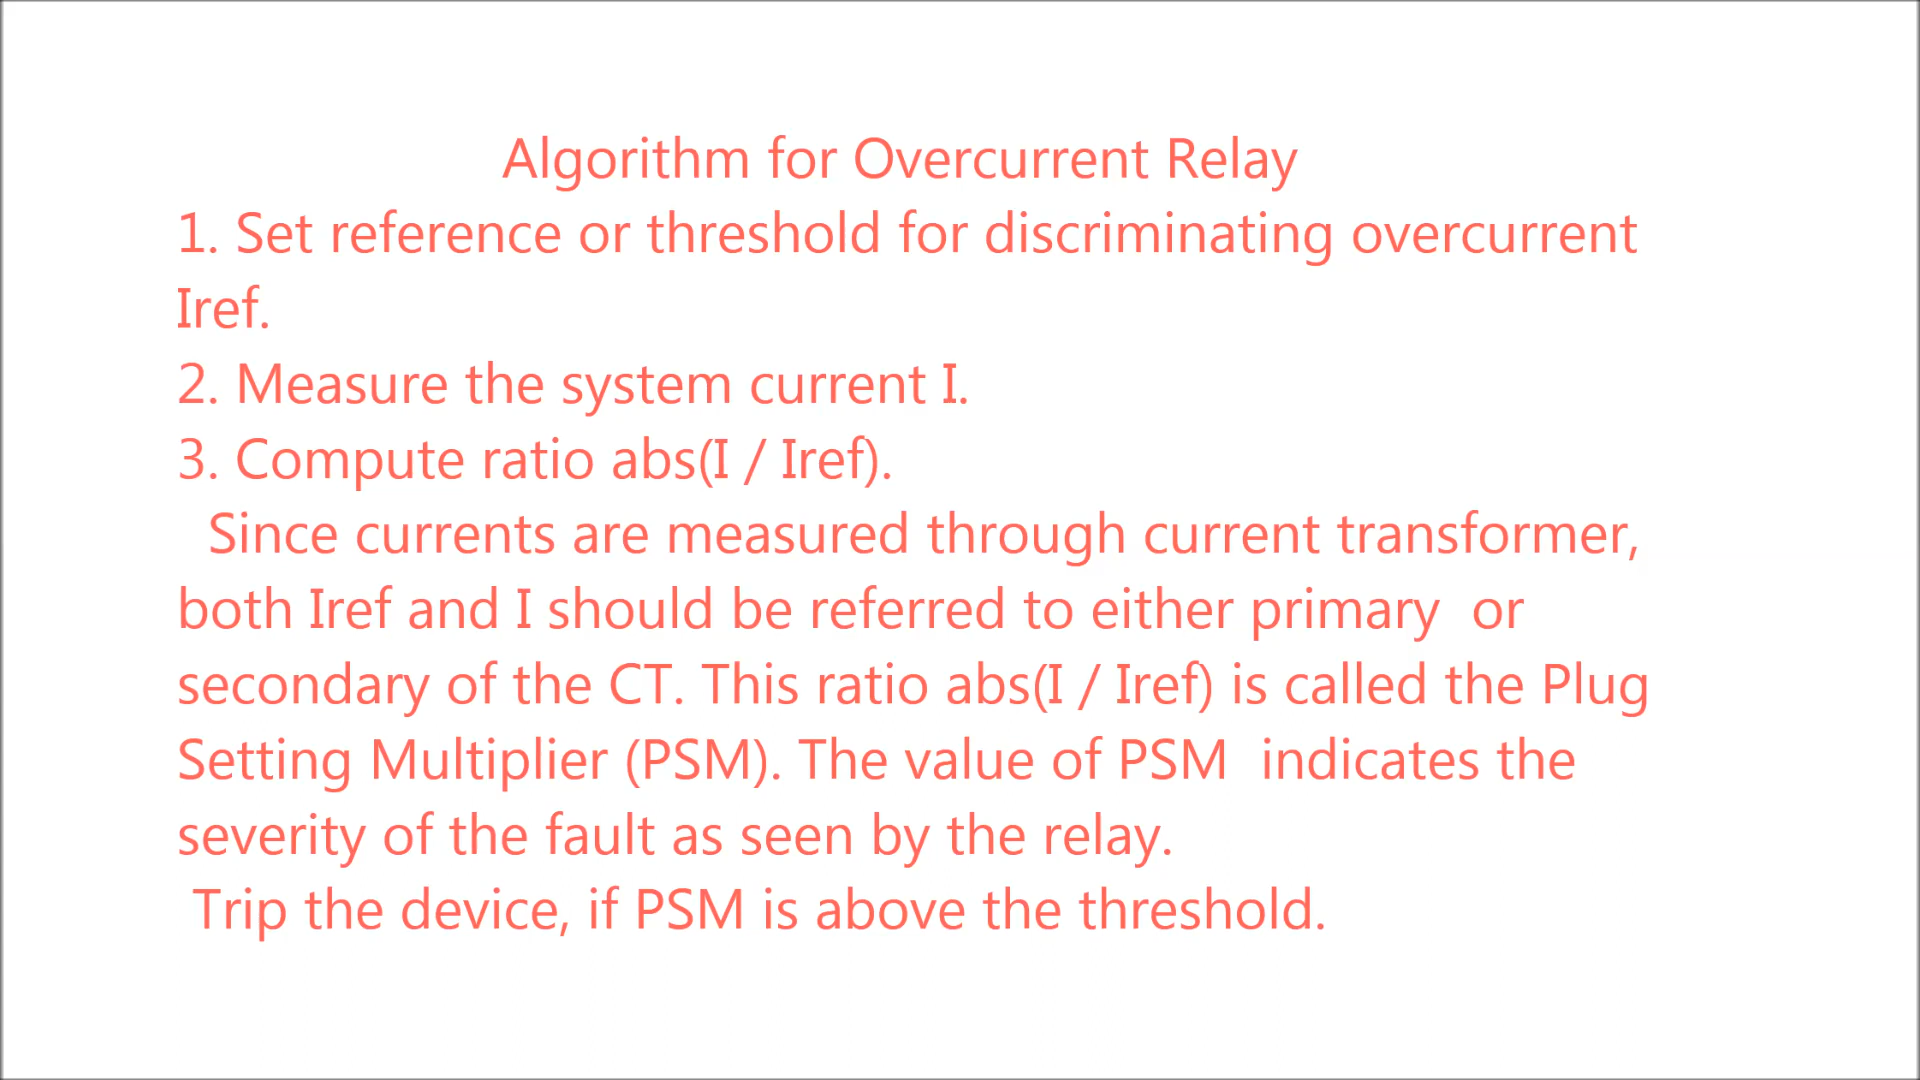 Algorithm for Overcurrent Relay
1. Set reference or threshold for discriminating overcurrent
Iref.
2. Measure the system current I.
3. Compute ratio abs(I / Iref).
Since currents are measured through current transformer,
both Iref and I should be referred to either primary  or
secondary of the CT. This ratio abs(I / Iref) is called the Plug
Setting Multiplier (PSM). The value of PSM  indicates the
severity of the fault as seen by the relay.
Trip the device, if PSM is above the threshold.